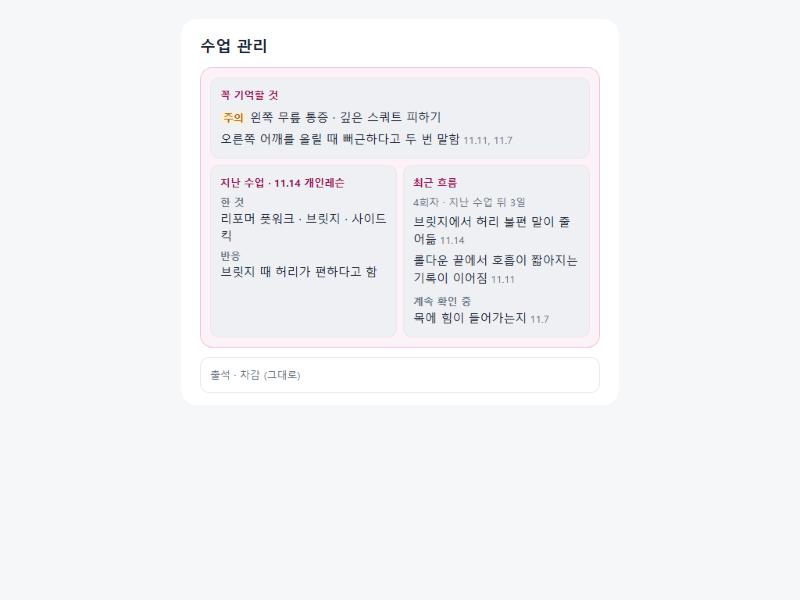 수업 관리
꼭 기억할 것
주의 왼쪽 무릎 통증 · 깊은 스쿼트 피하기
오른쪽 어깨를 올릴 때 뻐근하다고 두 번 말함 11.11, 11.7
지난 수업 · 11.14 개인레슨
한 것
리포머 풋워크 · 브릿지 · 사이드
킥
반응
브릿지 때 허리가 편하다고 함
최근 흐름
4회차 · 지난 수업 뒤 3일
브릿지에서 허리 불편 말이 줄
어듦 11.14
롤다운 끝에서 호흡이 짧아지는
기록이 이어짐 11.11
계속 확인 중
목에 힘이 들어가는지 11.7
출석 · 차감 (그대로)